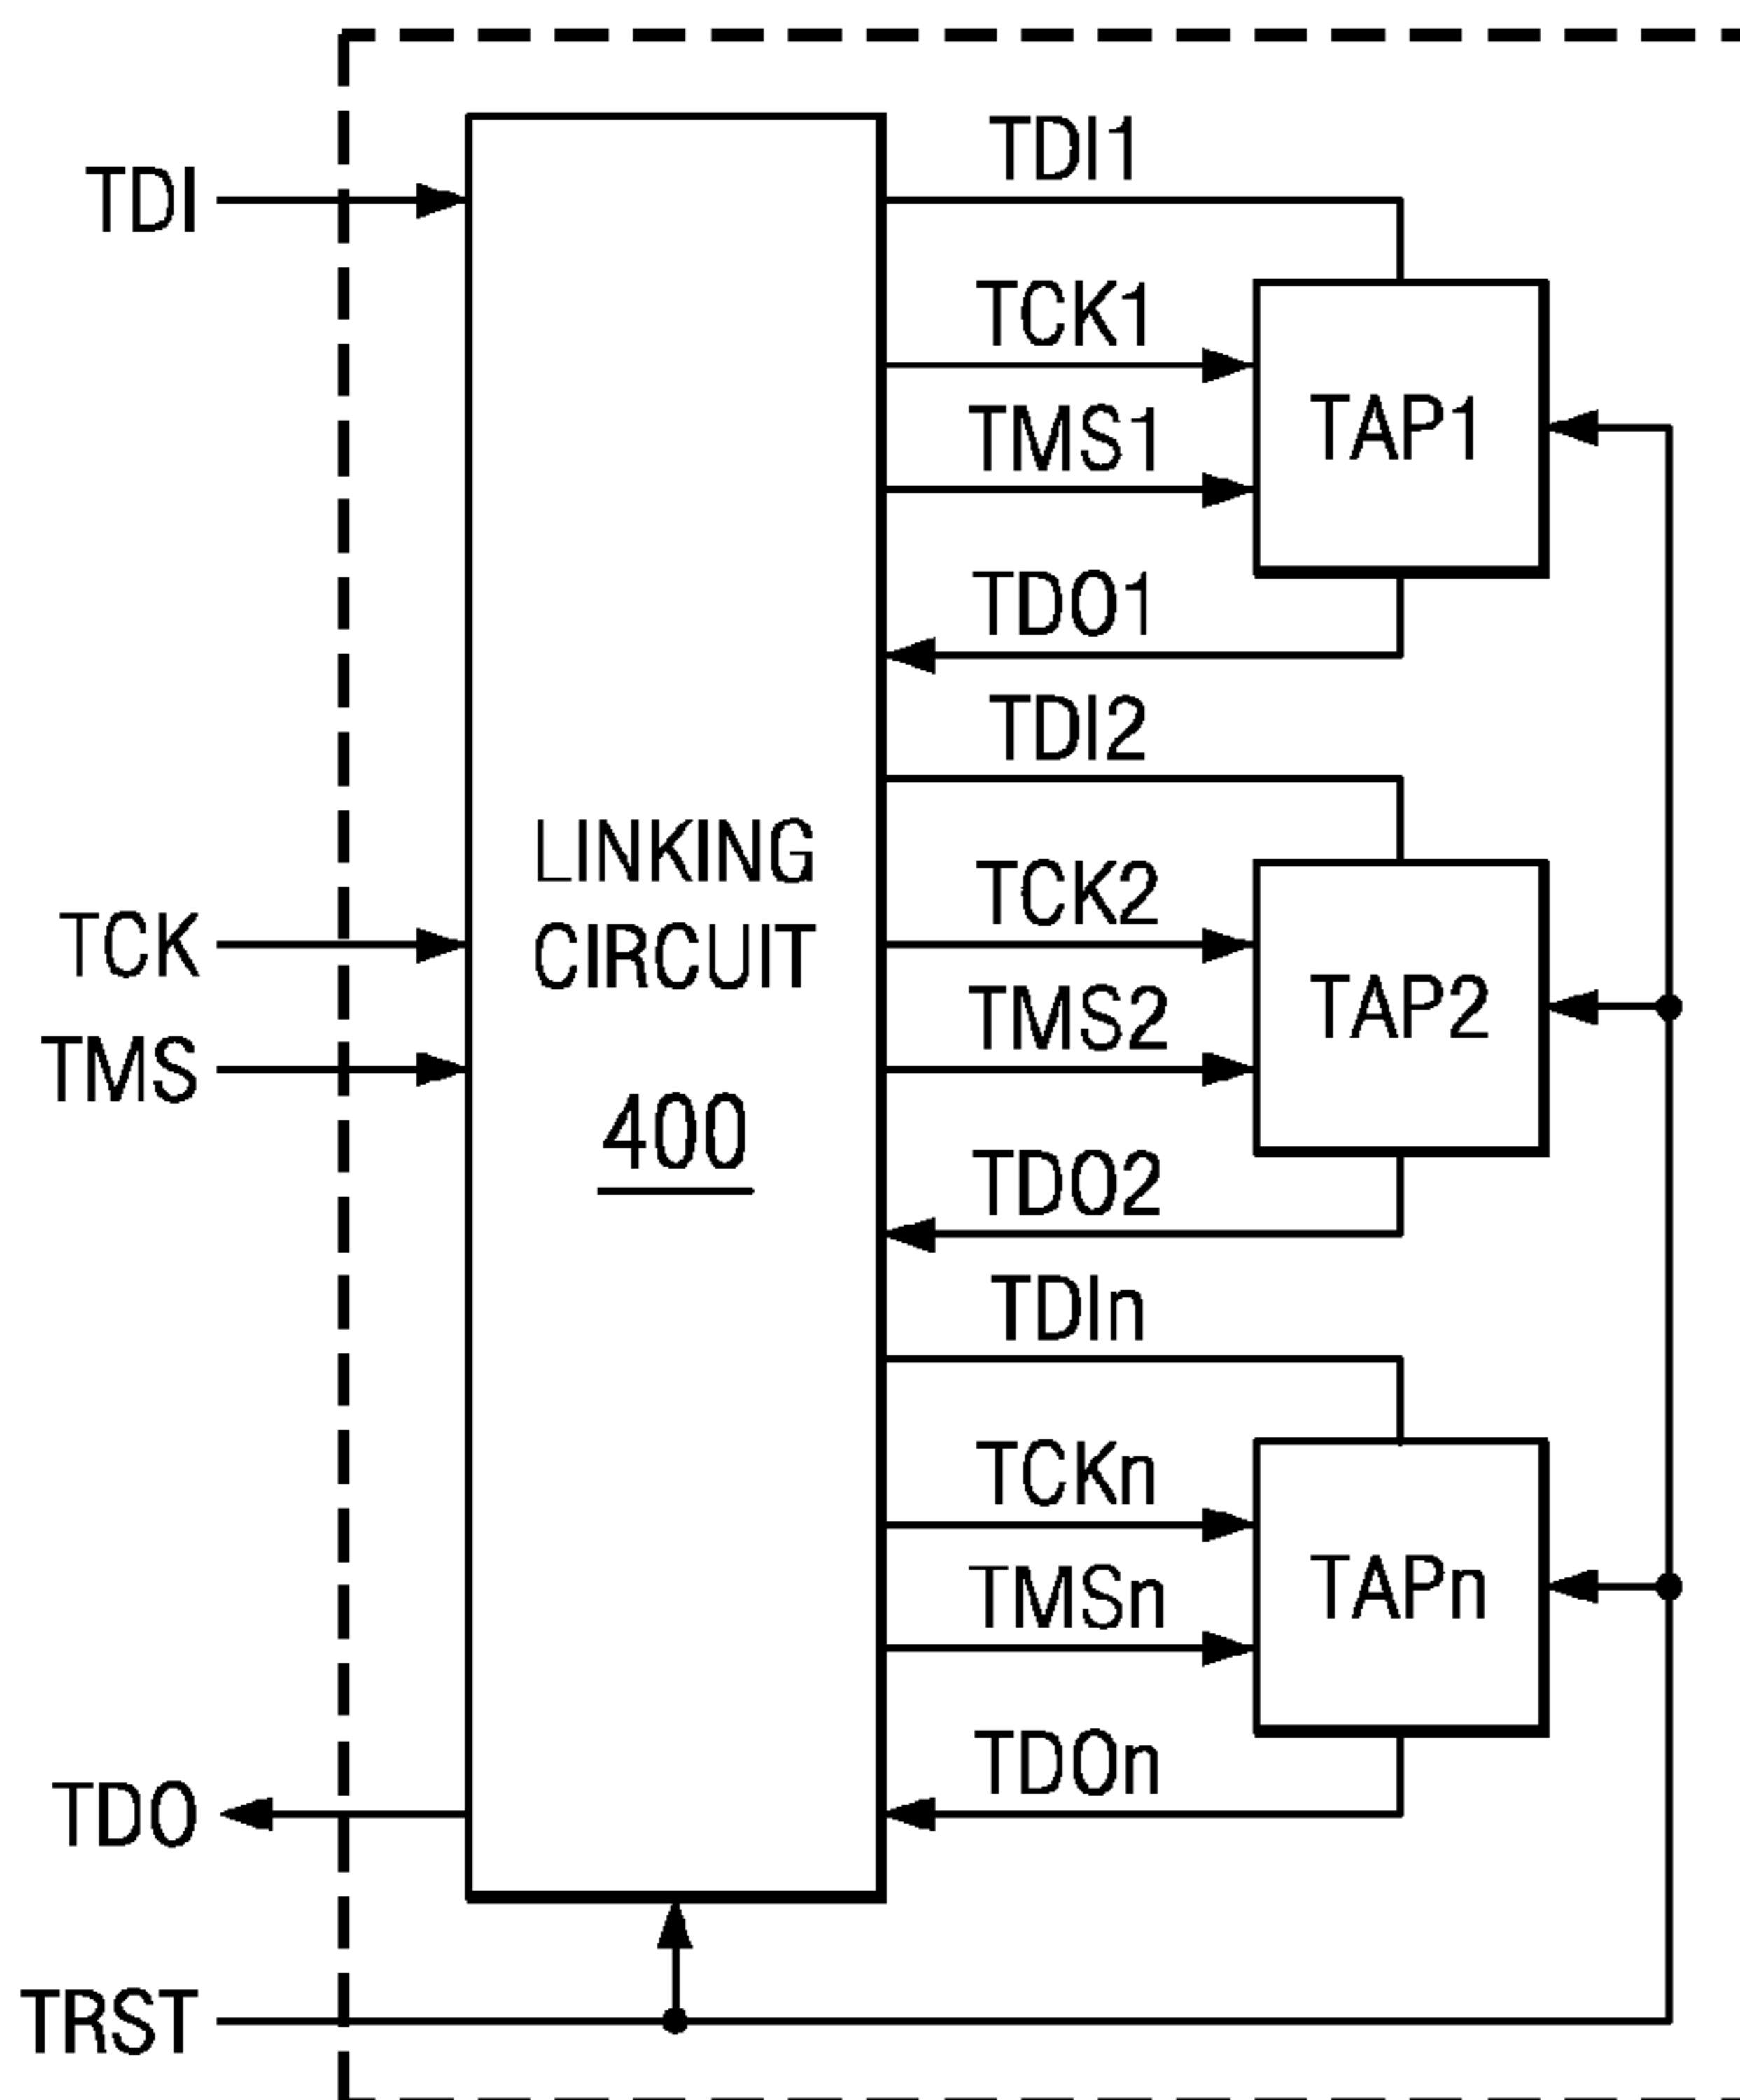 TDI
TCK
TMS
TDO
TRST
LINKING
CIRCUIT
400
TDI1
TCK1
TMS1
TDO1
TAP1
TDI2
TCK2
TMS2
TDO2
TAP2
TDIn
TCKn
TMSn
TDOn
TAPn